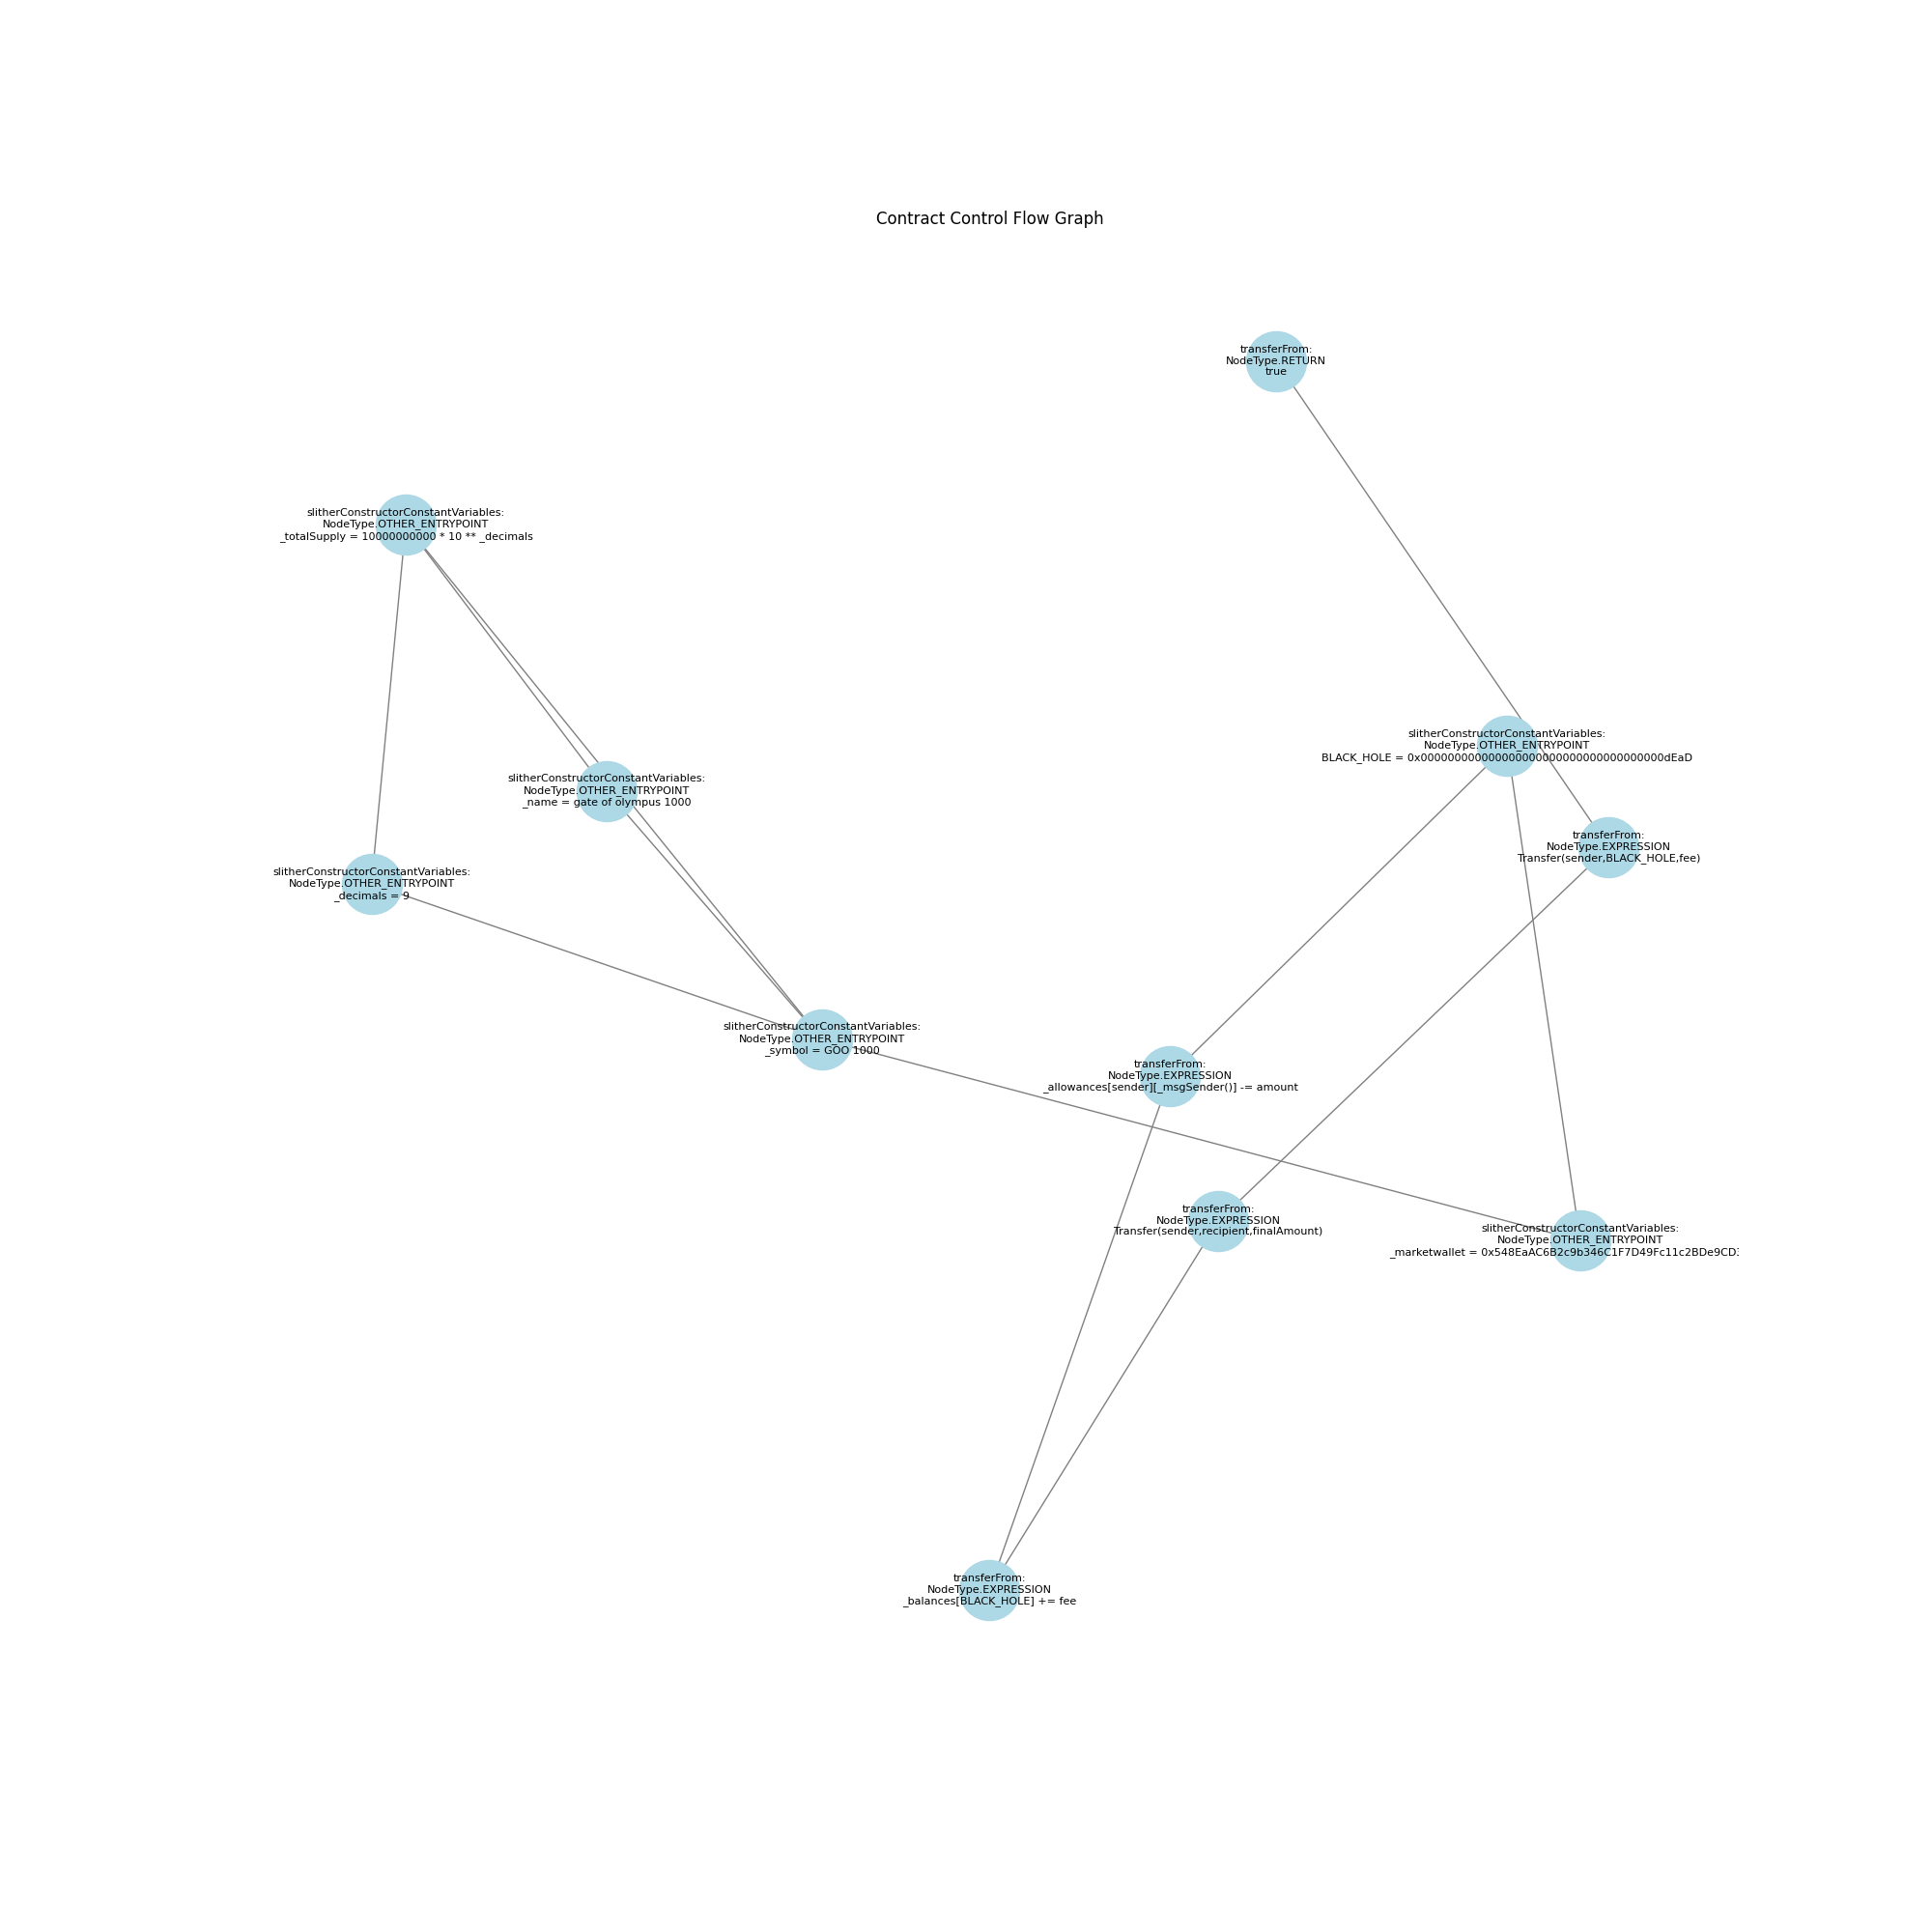 Contract Control Flow Graph
transferFrom:
NodeType.RETURN
true
slitherConstructorConstantVariables:
NodeType.OTHER_ENTRYPOINT
_totalSupply = 10000000000 * 10 ** _decimals
slitherConstructorConstantVariables:
NodeType.OTHER_ENTRYPOINT
BLACK_HOLE = 0x000000000000000000000000000000000000dEaD
slitherConstructorConstantVariables:
NodeType.OTHER_ENTRYPOINT
_name = gate of olympus 1000
transferFrom:
NodeType.EXPRESSION
Transfer(sender,BLACK_HOLE,fee)
slitherConstructorConstantVariables:
NodeType.OTHER_ENTRYPOINT
_decimals = 9
slitherConstructorConstantVariables:
NodeType.OTHER_ENTRYPOINT
_symbol = GOO 1000
transferFrom:
NodeType.EXPRESSION
_allowances[sender][_msgSender()] -= amount
transferFrom:
NodeType.EXPRESSION
Transfer(sender,recipient,finalAmount)
slitherConstructorConstantVariables:
NodeType.OTHER_ENTRYPOINT
_marketwallet = 0x548EaAC6B2c9b346C1F7D49Fc11c2BDe9CD
transferFrom:
NodeType.EXPRESSION
_balances[BLACK_HOLE] += fee